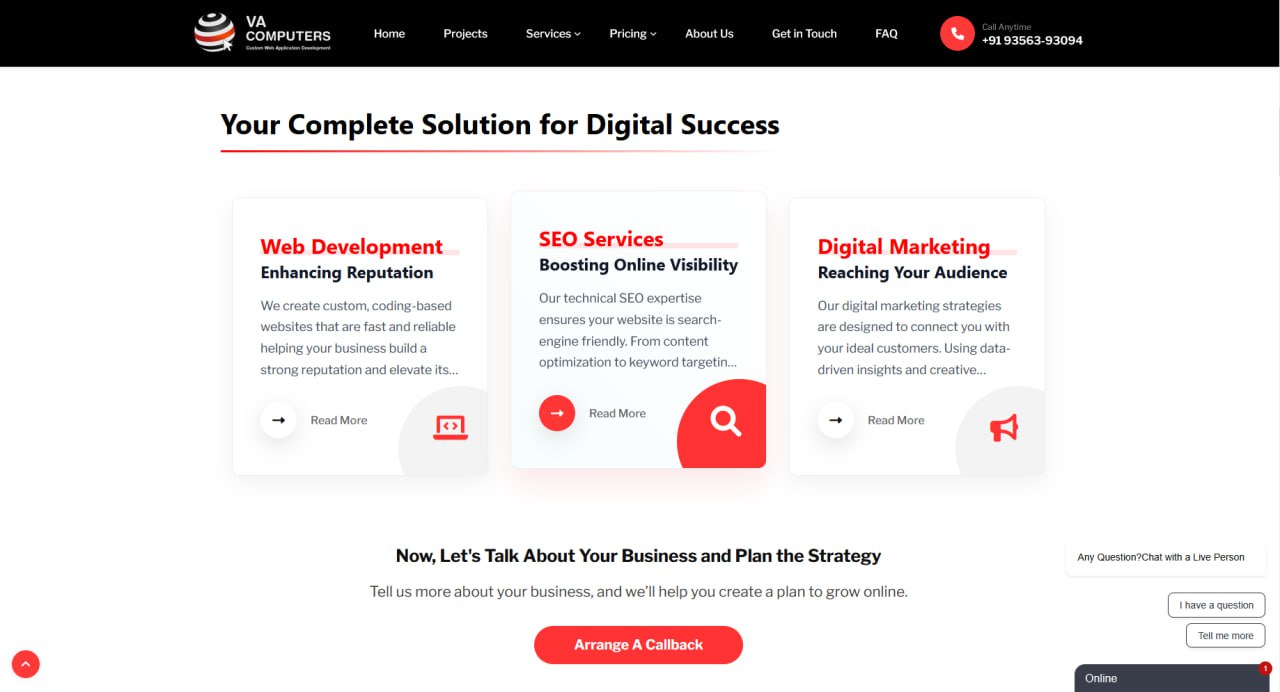 VA
COMPUTERS
Custom Web Application Development
Home
Projects
Services
Pricing
About Us
Get in Touch
FAQ
Call Anytime
+91 93563-93094
Your Complete Solution for Digital Success
Web Development
Enhancing Reputation
We create custom, coding-based
websites that are fast and reliable
helping your business build a
strong reputation and elevate its...
Read More
SEO Services
Boosting Online Visibility
Our technical SEO expertise
ensures your website is search-
engine friendly. From content
optimization to keyword targetin...
Read More
Digital Marketing
Reaching Your Audience
Our digital marketing strategies
are designed to connect you with
your ideal customers. Using data-
driven insights and creative...
Read More
Now, Let's Talk About Your Business and Plan the Strategy
Tell us more about your business, and we’ll help you create a plan to grow online.
Arrange A Callback
Any Question?Chat with a Live Person
I have a question
Tell me more
1
Online